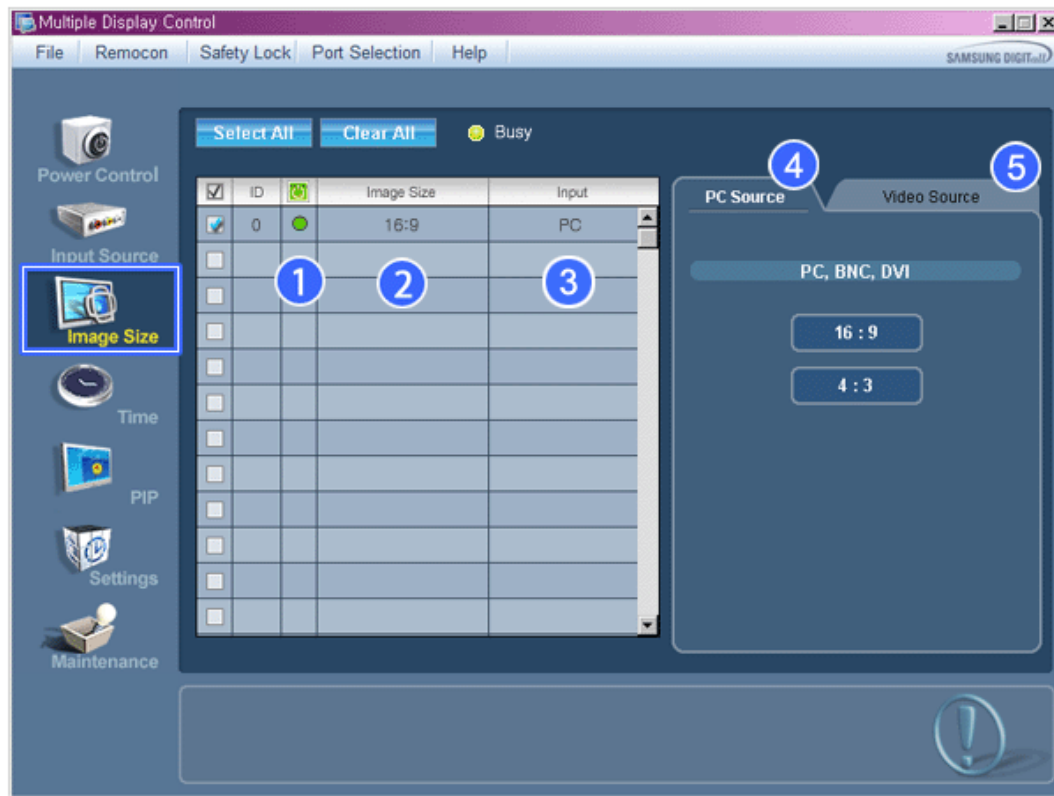 Multiple Display Control
File Remocon Safety Lock Port Selection Help
SAMSUNG DIGITall
Power Control
Input Source
Image Size
Time
PIP
Settings
Maintenance
Select All Clear All Busy
ID Image Size Input
0 16:9 PC
1 2 3
4 5
PC Source Video Source
PC, BNC, DVI
16 : 9
4 : 3